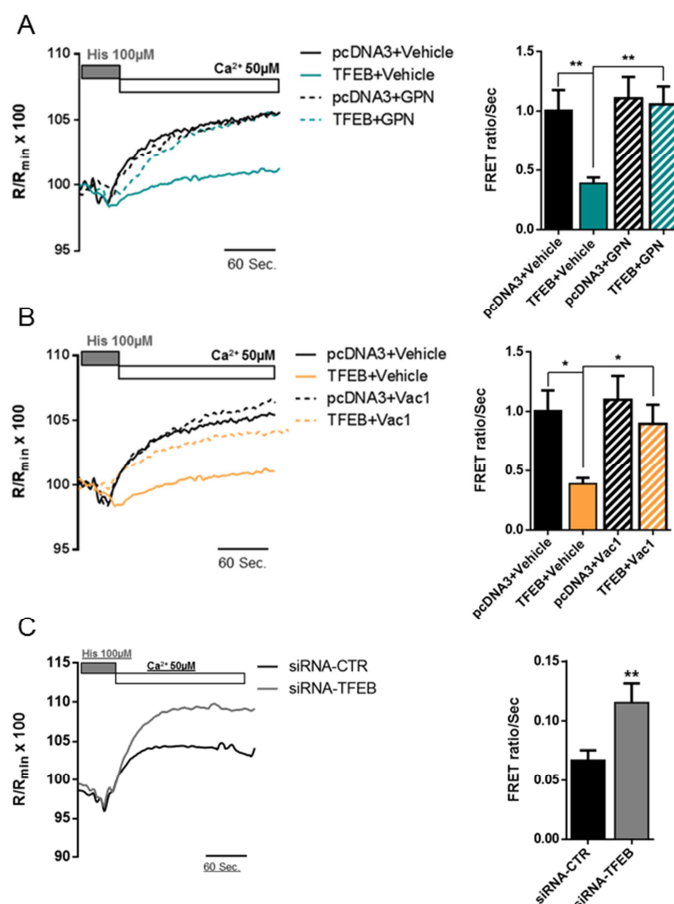 A
110
105
100
95
R/Rmin x 100
His 100µM
Ca²⁺ 50µM
60 Sec.
pcDNA3+Vehicle
TFEB+Vehicle
pcDNA3+GPN
TFEB+GPN
FRET ratio/Sec
1.5
1.0
0.5
0.0
**
**
pcDNA3+Vehicle
TFEB+Vehicle
pcDNA3+GPN
TFEB+GPN
B
110
105
100
95
R/Rmin x 100
His 100µM
Ca²⁺ 50µM
60 Sec.
pcDNA3+Vehicle
TFEB+Vehicle
pcDNA3+Vac1
TFEB+Vac1
FRET ratio/Sec
1.5
1.0
0.5
0.0
*
*
pcDNA3+Vehicle
TFEB+Vehicle
pcDNA3+Vac1
TFEB+Vac1
C
115
110
105
100
95
90
R/Rmin x 100
His 100µM
Ca²⁺ 50µM
60 Sec.
siRNA-CTR
siRNA-TFEB
FRET ratio/Sec
0.15
0.10
0.05
0.00
**
siRNA-CTR
siRNA-TFEB